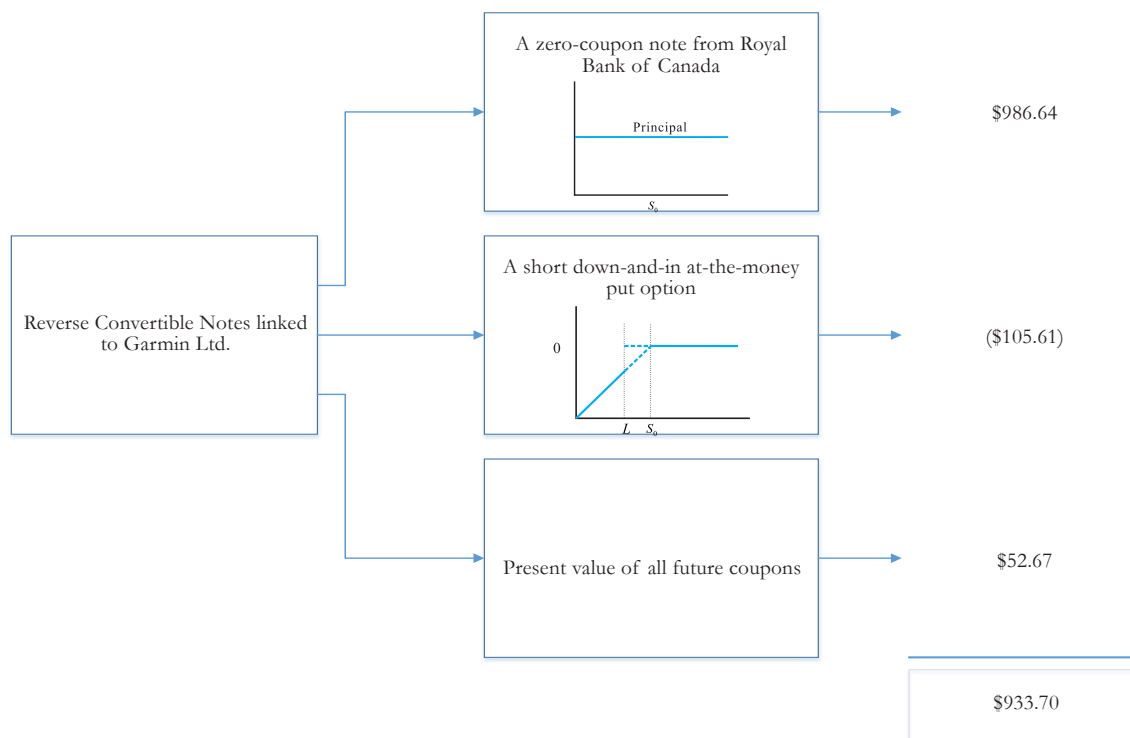 A zero-coupon note from Royal
Bank of Canada
Principal
S₀
$986.64
Reverse Convertible Notes linked
to Garmin Ltd.
A short down-and-in at-the-money
put option
0
L S₀
($105.61)
Present value of all future coupons
$52.67
$933.70